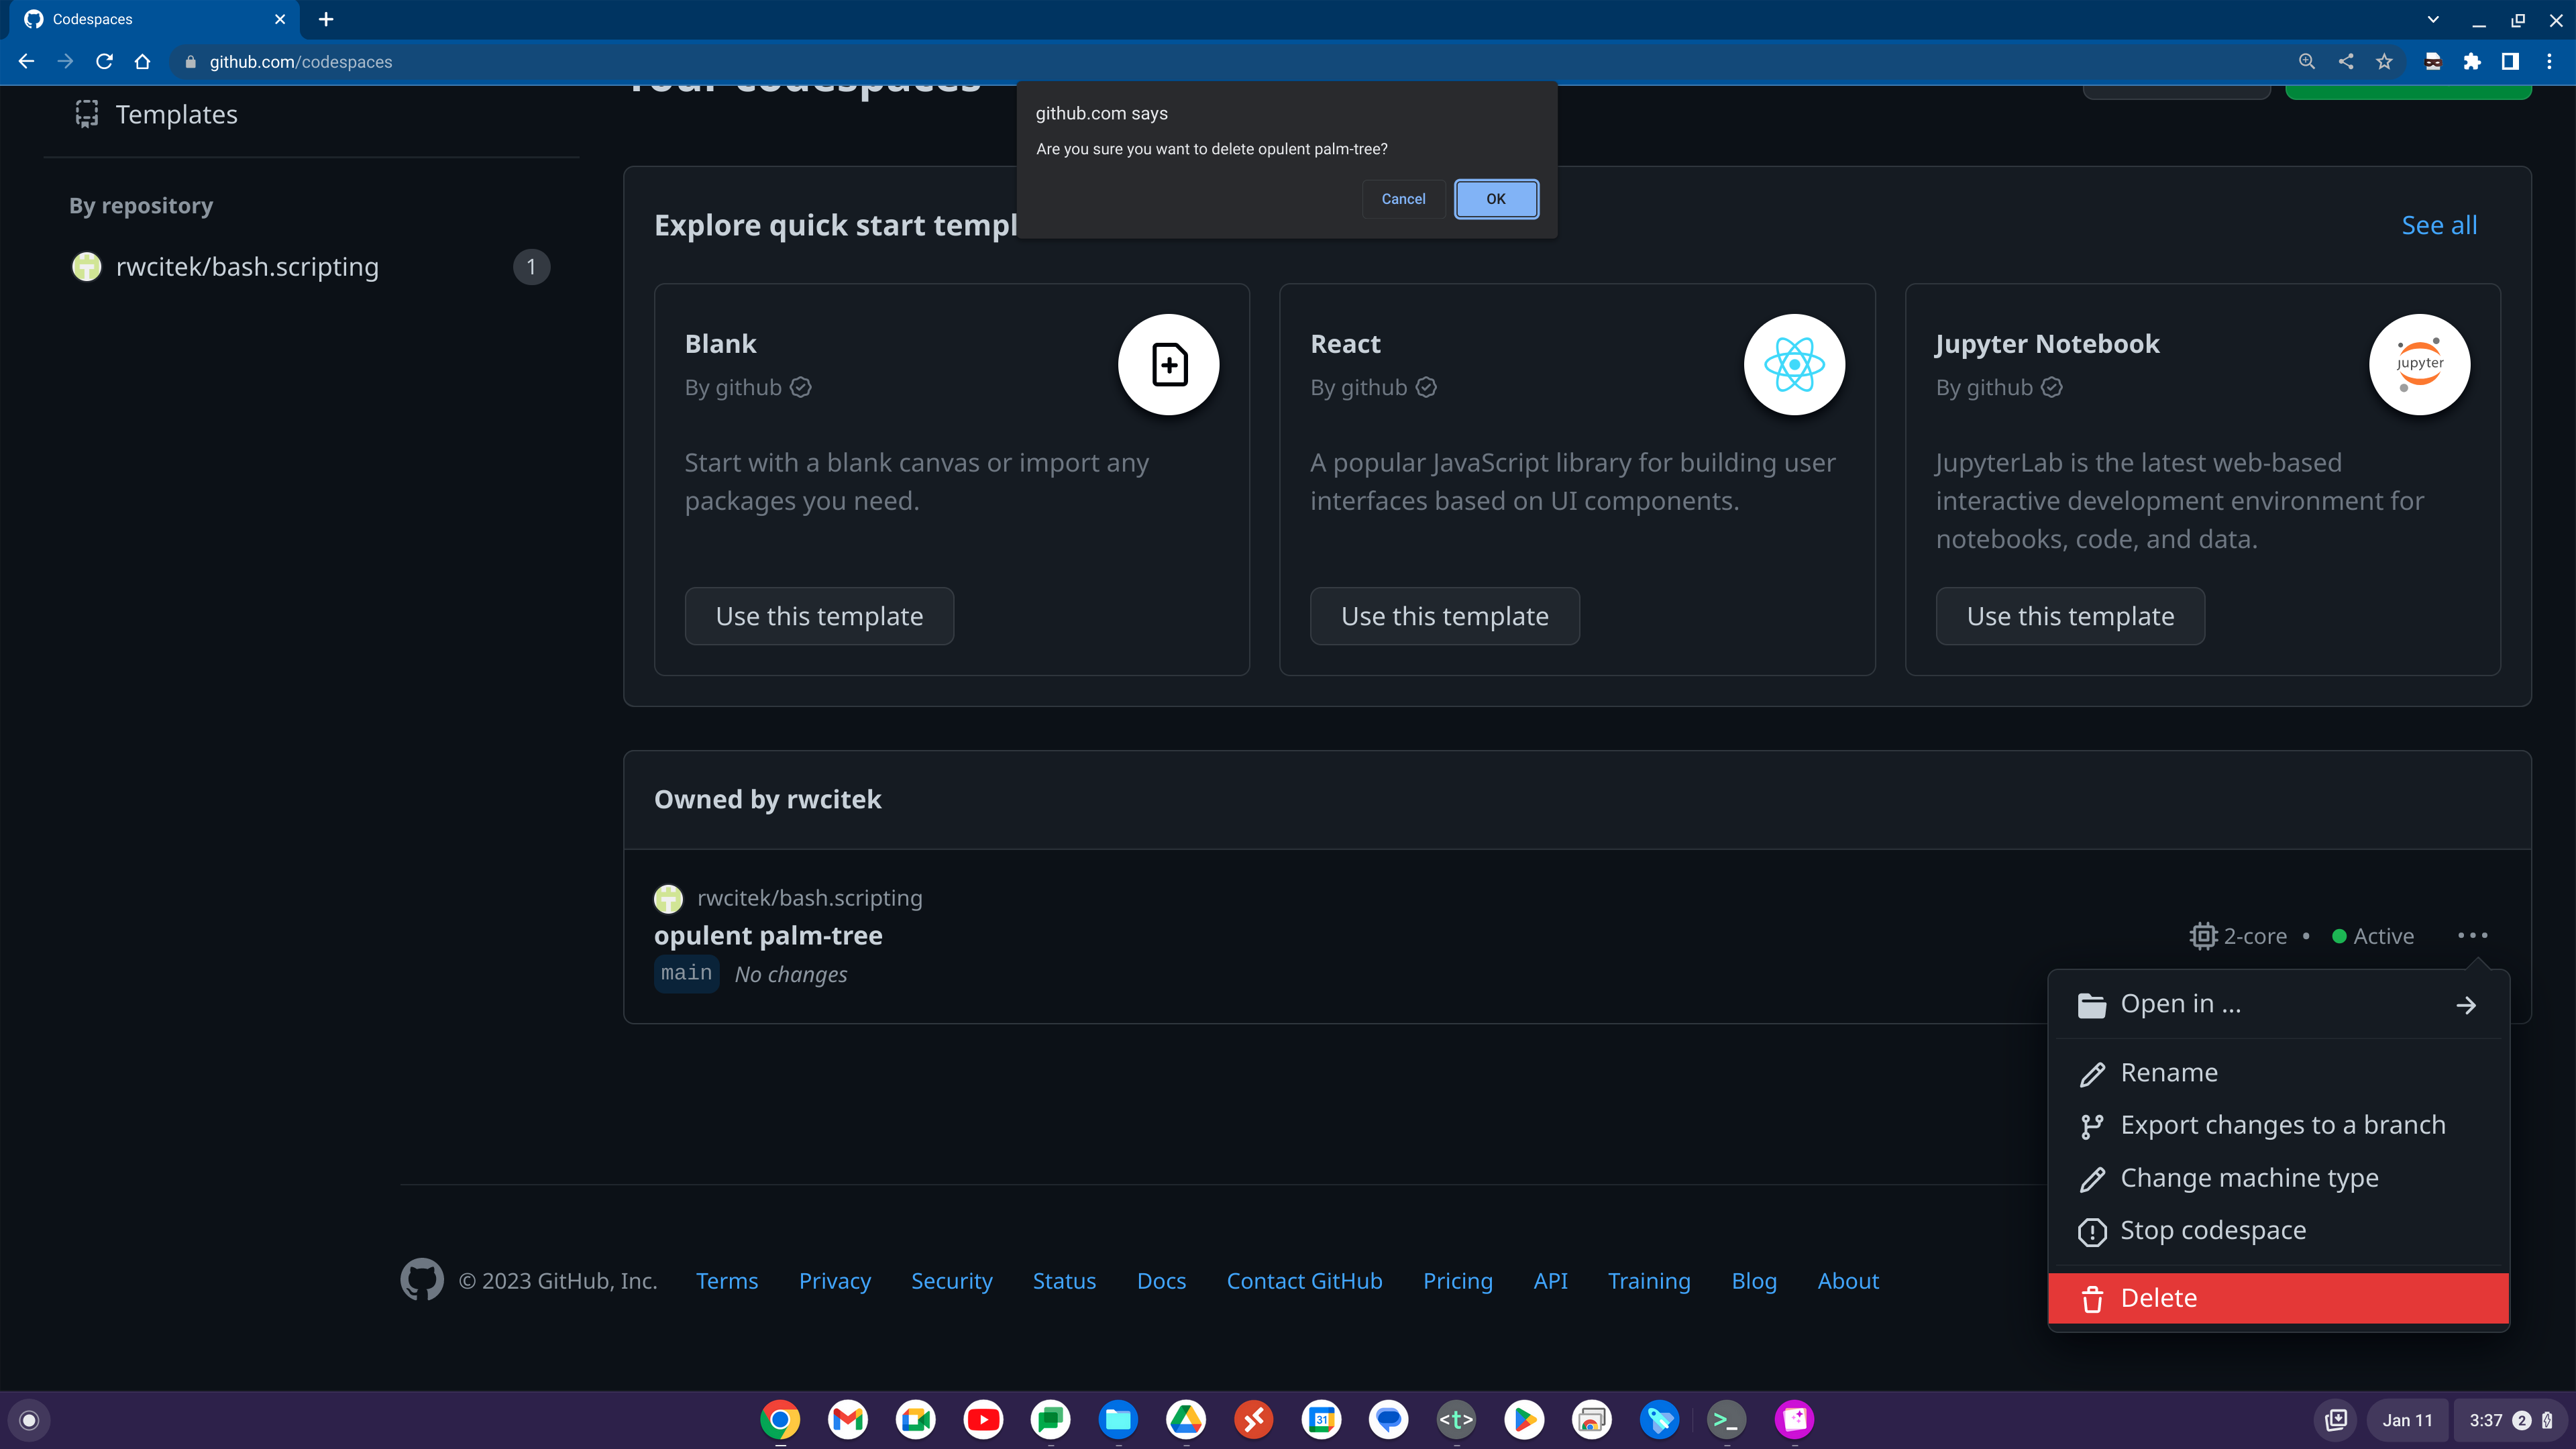 Codespaces
github.com/codespaces
Your codespaces
Templates
By repository
rwcitek/bash.scripting 1
github.com says
Are you sure you want to delete opulent palm-tree?
Cancel OK
Explore quick start templ
See all
Blank
By github
Start with a blank canvas or import any
packages you need.
Use this template
React
By github
A popular JavaScript library for building user
interfaces based on UI components.
Use this template
Jupyter Notebook
By github
jupyter
JupyterLab is the latest web-based
interactive development environment for
notebooks, code, and data.
Use this template
Owned by rwcitek
rwcitek/bash.scripting
opulent palm-tree
main No changes
2-core • Active
Open in ...
Rename
Export changes to a branch
Change machine type
Stop codespace
Delete
© 2023 GitHub, Inc. Terms Privacy Security Status Docs Contact GitHub Pricing API Training Blog About
31
<t>
>_
Jan 11 3:37 2